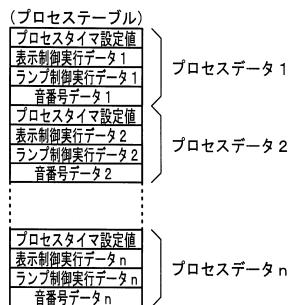 (プロセステーブル)
プロセスタイマ設定値
表示制御実行データ1
ランプ制御実行データ1
音番号データ1
プロセスデータ1
プロセスタイマ設定値
表示制御実行データ2
ランプ制御実行データ2
音番号データ2
プロセスデータ2
プロセスタイマ設定値
表示制御実行データn
ランプ制御実行データn
音番号データn
プロセスデータn